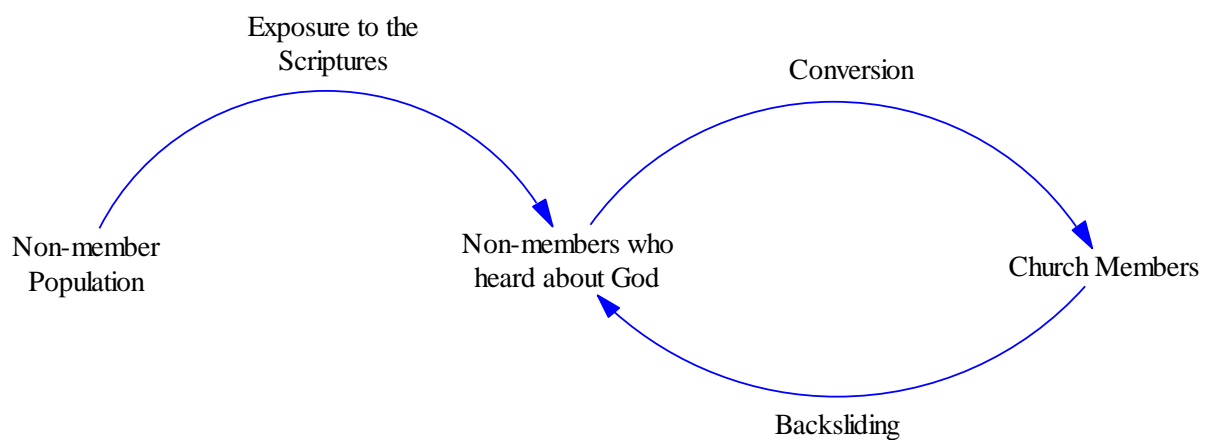 Exposure to the
Scriptures
Conversion
Non-member
Population
Non-members who
heard about God
Church Members
Backsliding